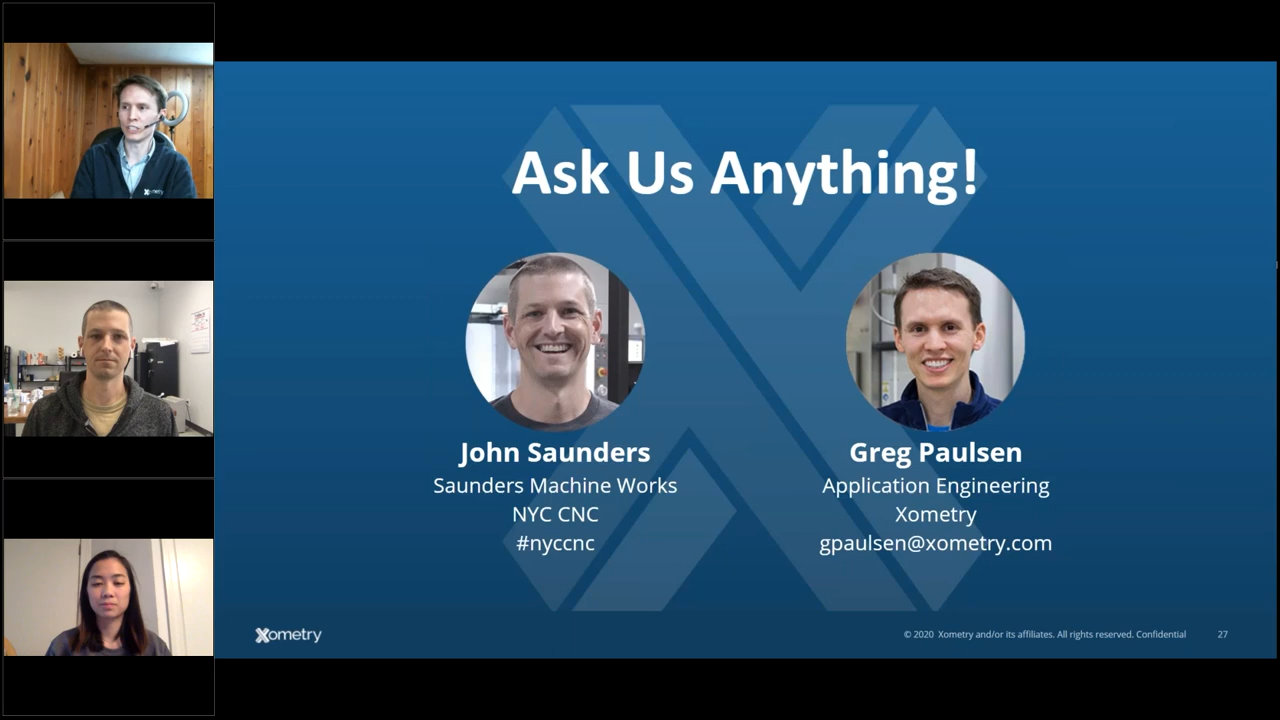 Ask Us Anything!
John Saunders
Saunders Machine Works
NYC CNC
#nyccnc
Greg Paulsen
Application Engineering
Xometry
gpaulsen@xometry.com
Xometry
© 2020 Xometry and/or its affiliates. All rights reserved. Confidential
27
Xometry